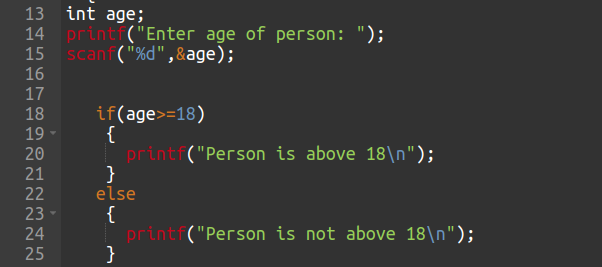 13 int age;
14 printf("Enter age of person: ");
15 scanf("%d",&age);
16
17
18 if(age>=18)
19 {
20 printf("Person is above 18\n");
21 }
22 else
23 {
24 printf("Person is not above 18\n");
25 }